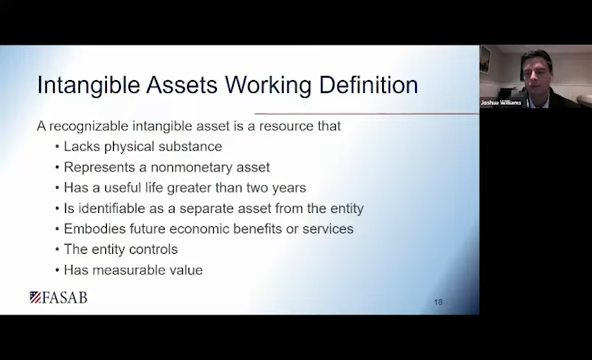 Intangible Assets Working Definition
A recognizable intangible asset is a resource that
• Lacks physical substance
• Represents a nonmonetary asset
• Has a useful life greater than two years
• Is identifiable as a separate asset from the entity
• Embodies future economic benefits or services
• The entity controls
• Has measurable value
FASAB
Joshua Williams